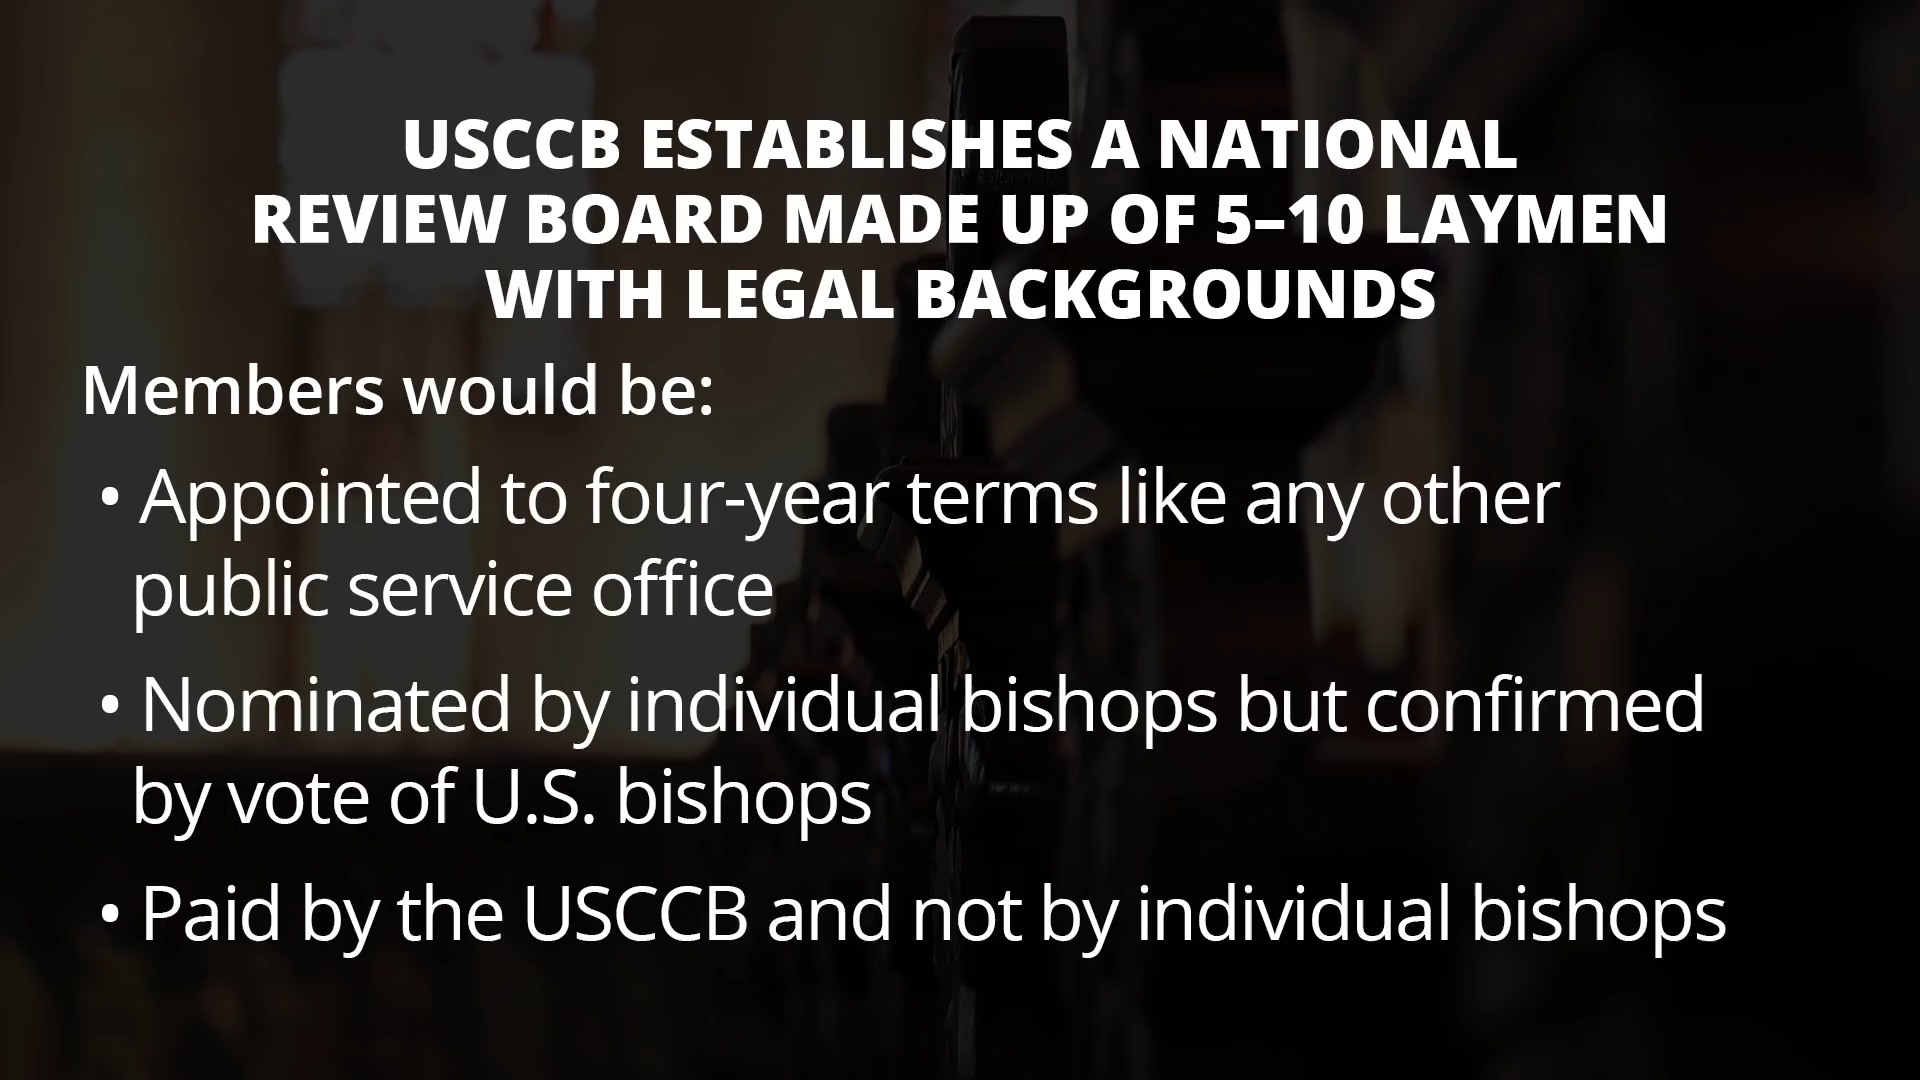 USCCB ESTABLISHES A NATIONAL
REVIEW BOARD MADE UP OF 5–10 LAYMEN
WITH LEGAL BACKGROUNDS
Members would be:
• Appointed to four-year terms like any other
public service office
• Nominated by individual bishops but confirmed
by vote of U.S. bishops
• Paid by the USCCB and not by individual bishops